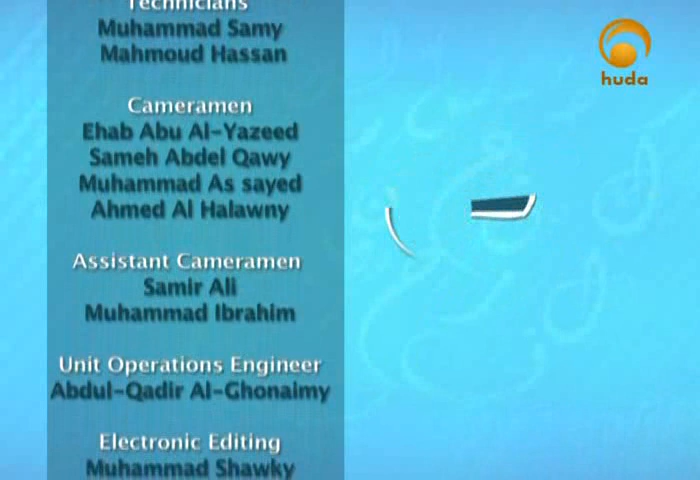 Technicians
Muhammad Samy
Mahmoud Hassan
Cameramen
Ehab Abu Al-Yazeed
Sameh Abdel Qawy
Muhammad As sayed
Ahmed Al Halawny
Assistant Cameramen
Samir Ali
Muhammad Ibrahim
Unit Operations Engineer
Abdul-Qadir Al-Ghonaimy
Electronic Editing
Muhammad Shawky
huda